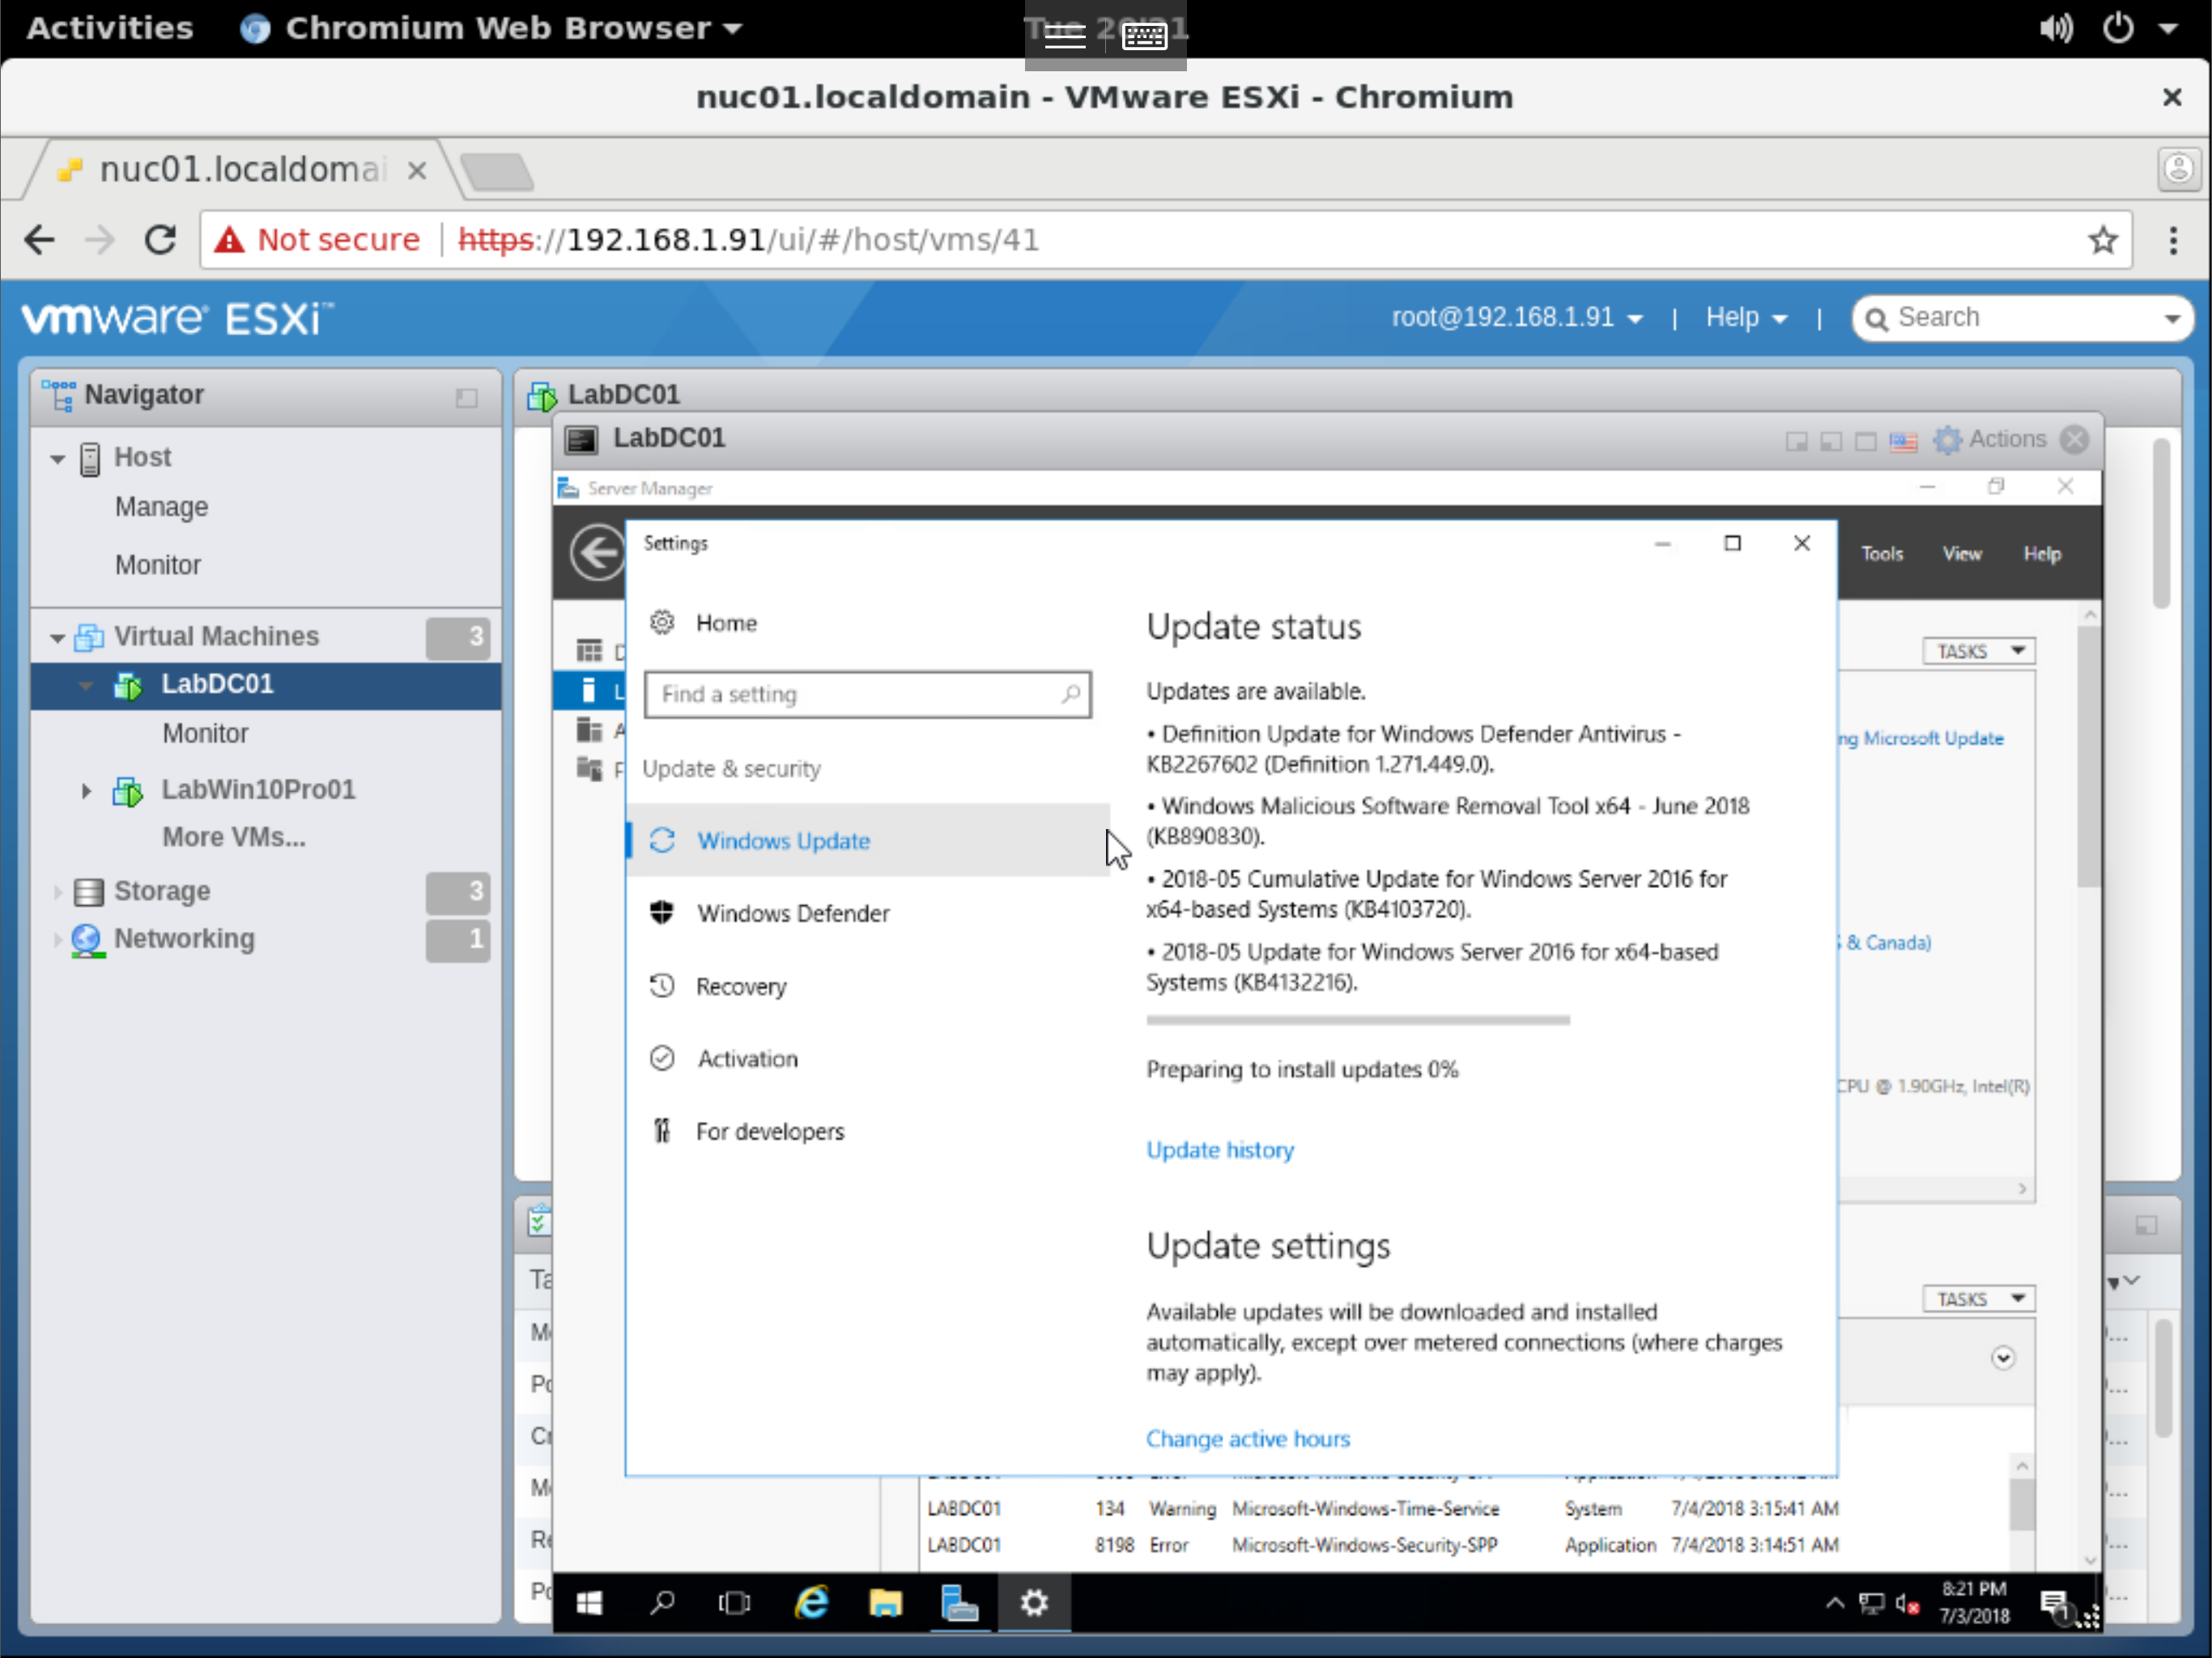 Activities Chromium Web Browser
nuc01.localdomain - VMware ESXi - Chromium
nuc01.localdomai
Not secure https://192.168.1.91/ui/#/host/vms/41
vmware ESXi™ root@192.168.1.91 | Help | Search
Navigator
Host
Manage
Monitor
Virtual Machines 3
LabDC01
Monitor
LabWin10Pro01
More VMs...
Storage 3
Networking 1
LabDC01
LabDC01 Actions
Server Manager
Tools View Help
Settings
Home
Find a setting
Update & security
Windows Update
Windows Defender
Recovery
Activation
For developers
Update status
Updates are available.
• Definition Update for Windows Defender Antivirus -
KB2267602 (Definition 1.271.449.0).
• Windows Malicious Software Removal Tool x64 - June 2018
(KB890830).
• 2018-05 Cumulative Update for Windows Server 2016 for
x64-based Systems (KB4103720).
• 2018-05 Update for Windows Server 2016 for x64-based
Systems (KB4132216).
Preparing to install updates 0%
Update history
Update settings
Available updates will be downloaded and installed
automatically, except over metered connections (where charges
may apply).
Change active hours
TASKS
ng Microsoft Update
& Canada)
CPU @ 1.90GHz, Intel(R)
TASKS
LABDC01 134 Warning Microsoft-Windows-Time-Service System 7/4/2018 3:15:41 AM
LABDC01 8198 Error Microsoft-Windows-Security-SPP Application 7/4/2018 3:14:51 AM
8:21 PM
7/3/2018
1